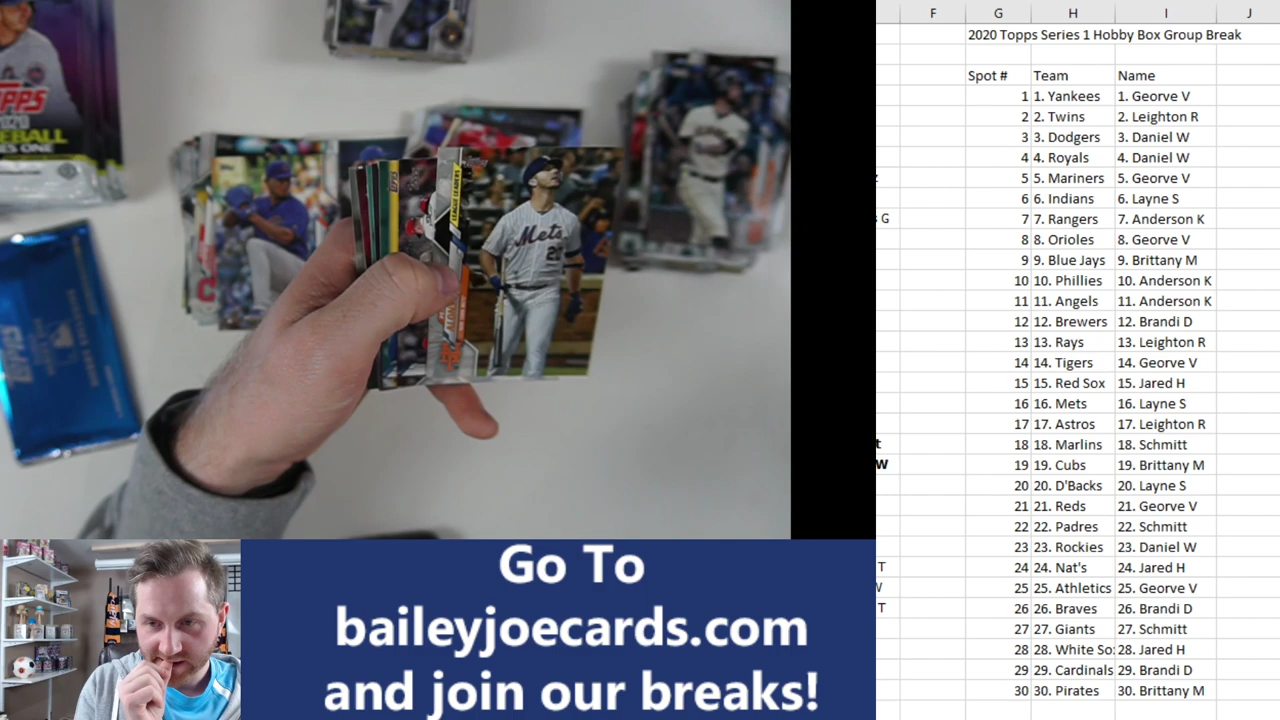 F G H I J
2020 Topps Series 1 Hobby Box Group Break
Spot # Team Name
1 1. Yankees 1. Georve V
2 2. Twins 2. Leighton R
3 3. Dodgers 3. Daniel W
4 4. Royals 4. Daniel W
5 5. Mariners 5. Georve V
6 6. Indians 6. Layne S
G 7 7. Rangers 7. Anderson K
8 8. Orioles 8. Georve V
9 9. Blue Jays 9. Brittany M
10 10. Phillies 10. Anderson K
11 11. Angels 11. Anderson K
12 12. Brewers 12. Brandi D
13 13. Rays 13. Leighton R
14 14. Tigers 14. Georve V
15 15. Red Sox 15. Jared H
16 16. Mets 16. Layne S
17 17. Astros 17. Leighton R
t 18 18. Marlins 18. Schmitt
W 19 19. Cubs 19. Brittany M
20 20. D'Backs 20. Layne S
21 21. Reds 21. Georve V
22 22. Padres 22. Schmitt
23 23. Rockies 23. Daniel W
T 24 24. Nat's 24. Jared H
25 25. Athletics 25. Georve V
T 26 26. Braves 26. Brandi D
27 27. Giants 27. Schmitt
28 28. White So 28. Jared H
29 29. Cardinals 29. Brandi D
30 30. Pirates 30. Brittany M
TOPPS
2020
LEAGUE LEADERS
Mets
20
Go To
baileyjoecards.com
and join our breaks!